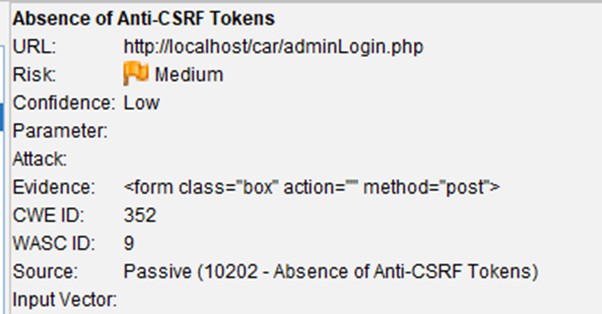 Absence of Anti-CSRF Tokens
URL: http://localhost/car/adminLogin.php
Risk: Medium
Confidence: Low
Parameter:
Attack:
Evidence: <form class="box" action="" method="post">
CWE ID: 352
WASC ID: 9
Source: Passive (10202 - Absence of Anti-CSRF Tokens)
Input Vector: